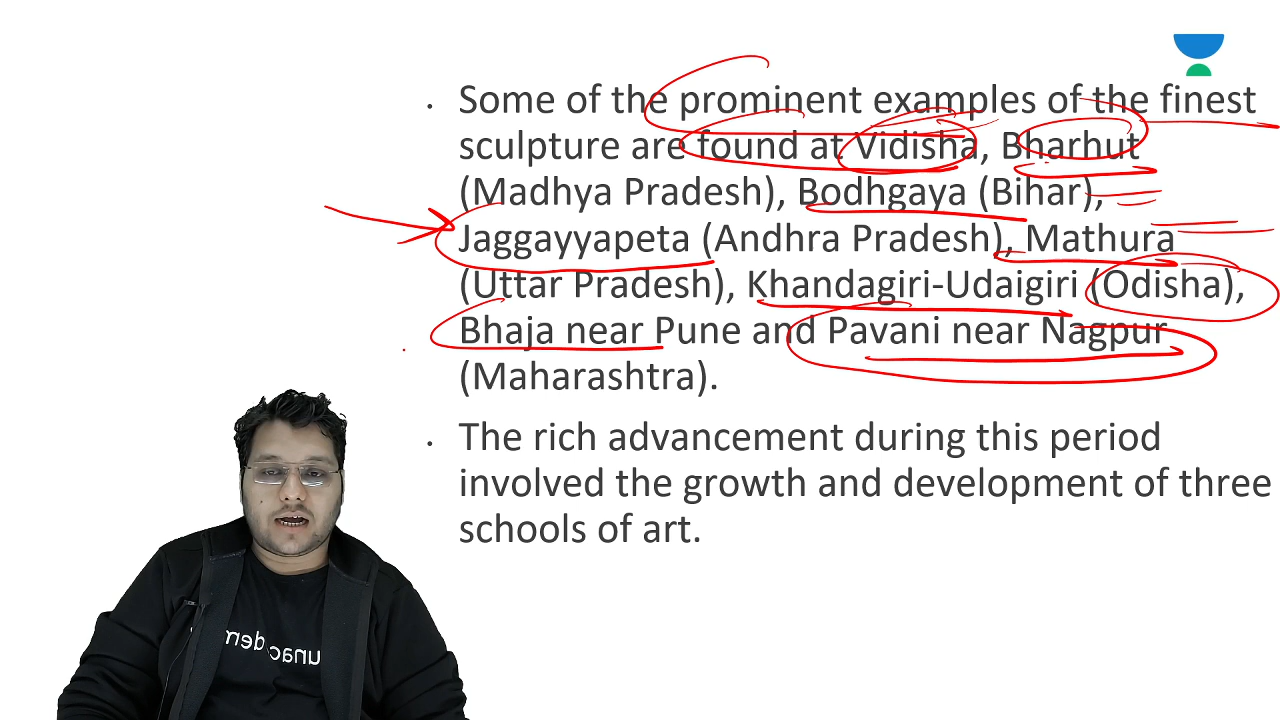 Some of the prominent examples of the finest
sculpture are found at Vidisha, Bharhut
(Madhya Pradesh), Bodhgaya (Bihar),
Jaggayyapeta (Andhra Pradesh), Mathura
(Uttar Pradesh), Khandagiri-Udaigiri (Odisha),
Bhaja near Pune and Pavani near Nagpur
(Maharashtra).
The rich advancement during this period
involved the growth and development of three
schools of art.
unacadem